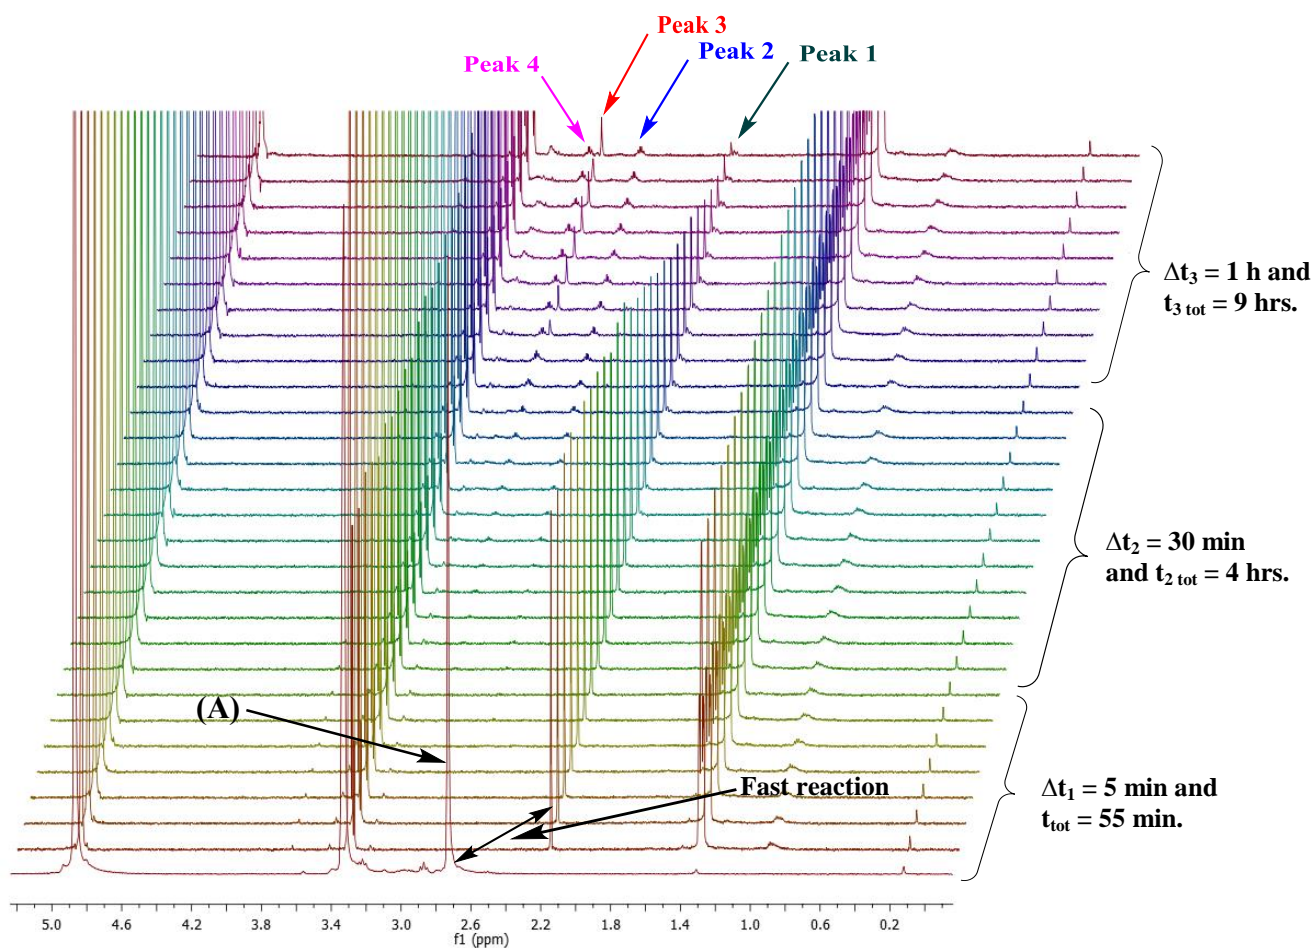 Peak 3
Peak 2
Peak 4
Peak 1
Δt3 = 1 h and
t3 tot = 9 hrs.
Δt2 = 30 min
and t2 tot = 4 hrs.
(A)
Fast reaction
Δt1 = 5 min and
ttot = 55 min.
5.0 4.6 4.2 3.8 3.4 3.0 2.6 2.2 1.8 1.4 1.0 0.6 0.2
f1 (ppm)